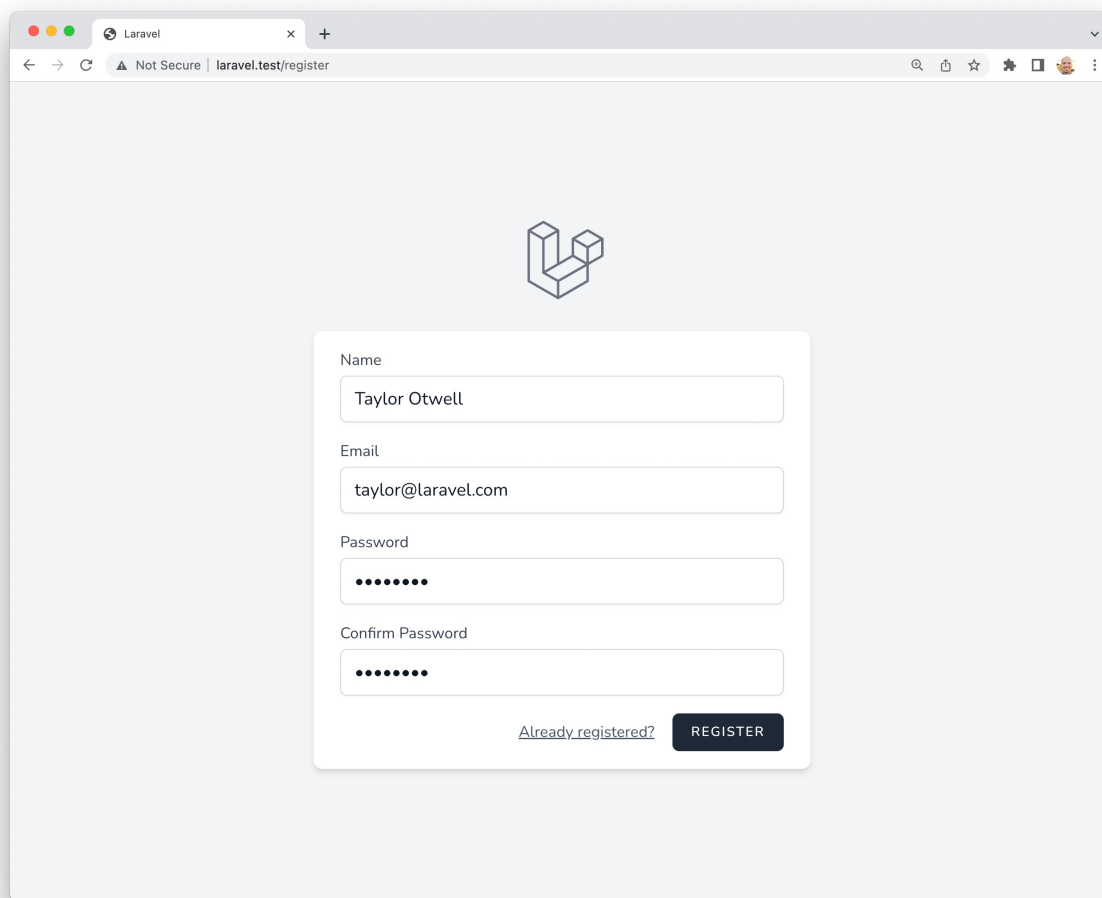 Laravel
Not Secure | laravel.test/register
Name
Taylor Otwell
Email
taylor@laravel.com
Password
••••••••
Confirm Password
••••••••
Already registered? REGISTER